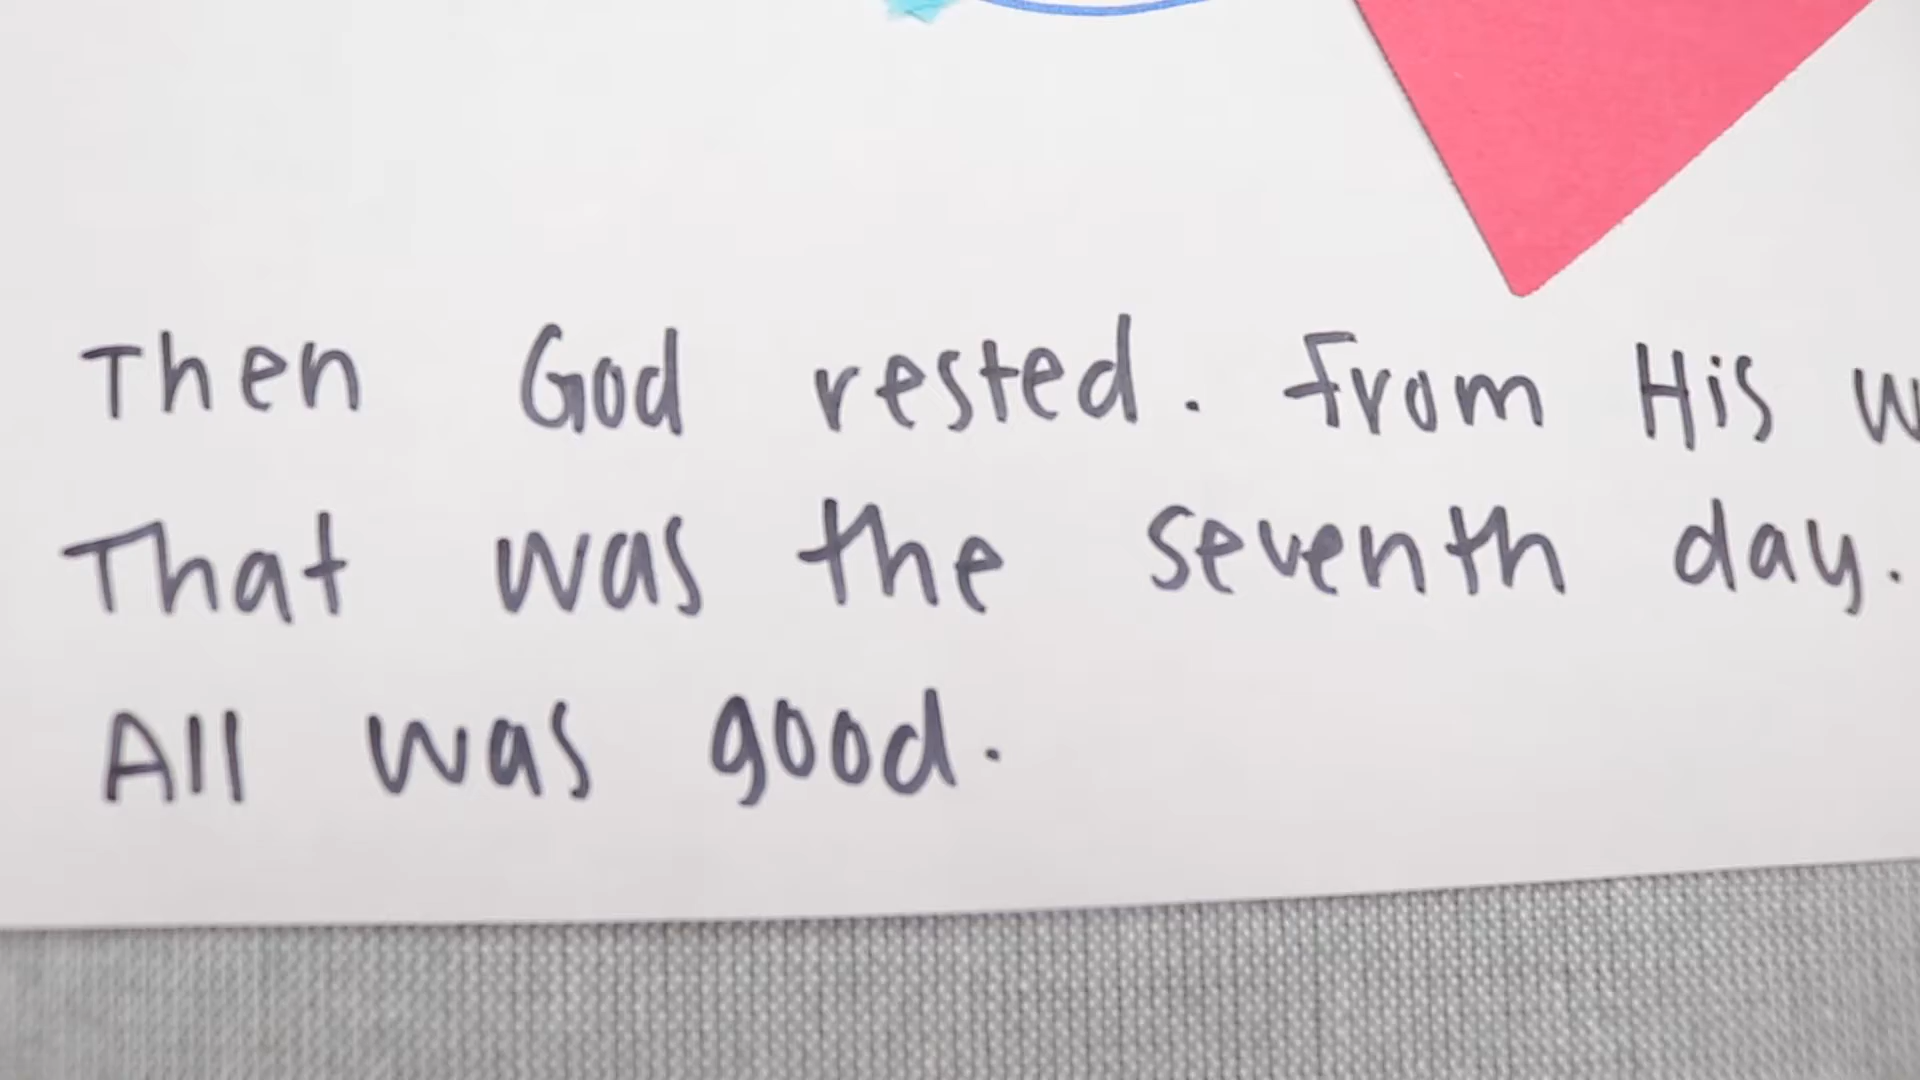 Then God rested. From His
That was the seventh day.
All was good.